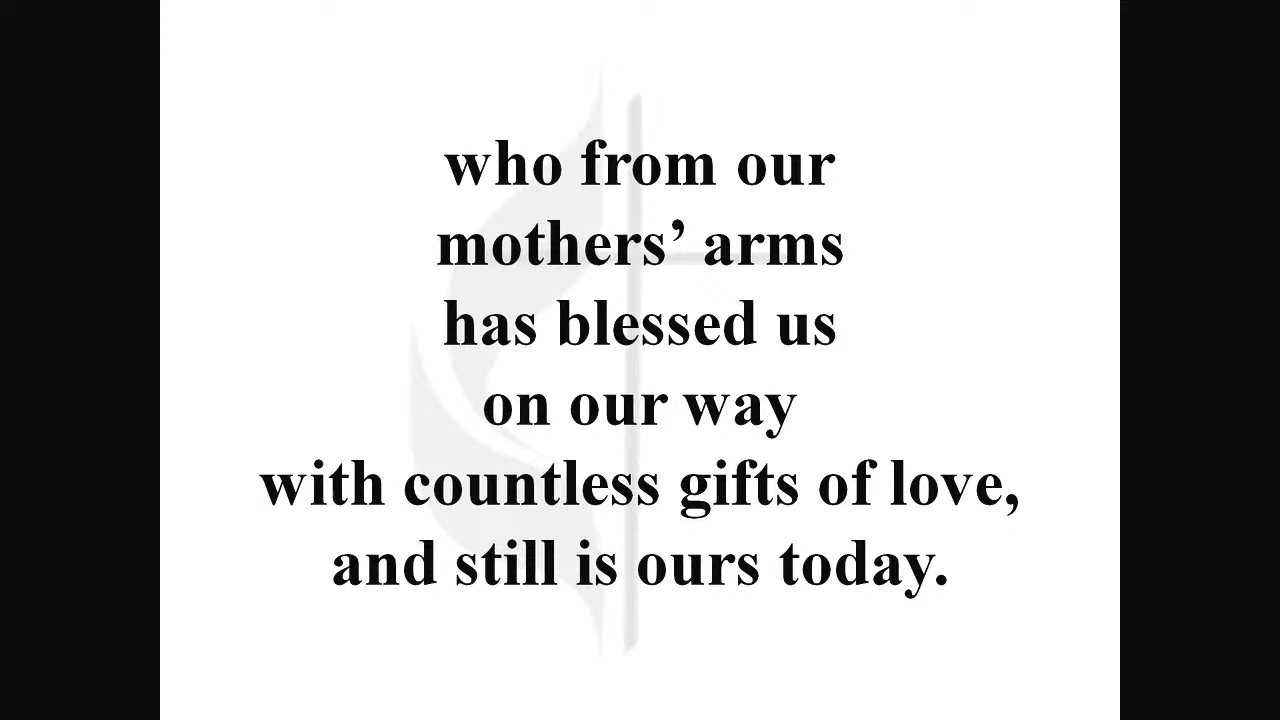 who from our
mothers’ arms
has blessed us
on our way
with countless gifts of love,
and still is ours today.